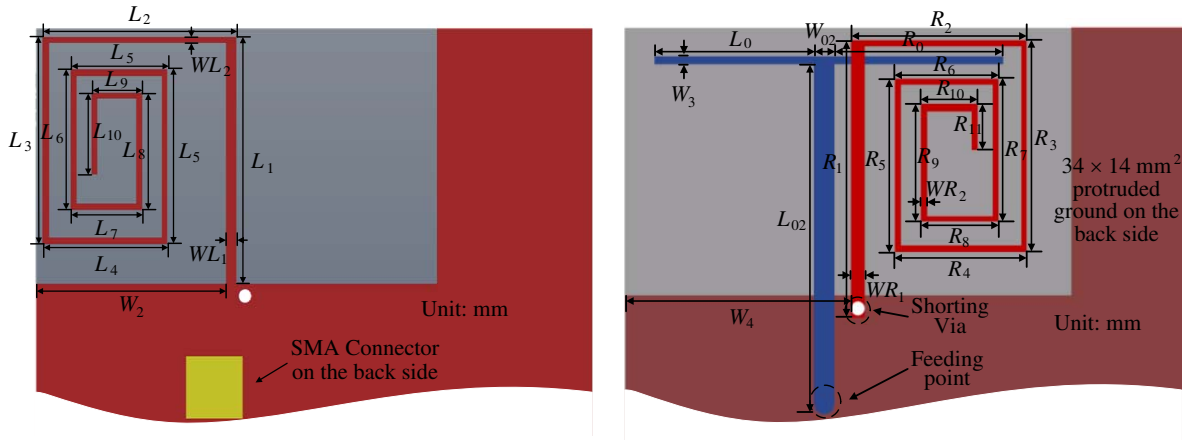 L2
L5
WL2
L9
L10
L6
L8
L3
L5
L1
L7
WL1
L4
W2
Unit: mm
SMA Connector
on the back side
R2
L0
W02
R0
R6
W3
R10
R11
R1
R5
R9
R7
R3
34 × 14 mm2
protruded
ground on the
back side
WR2
L02
R8
R4
WR1
W4
Shorting
Via
Unit: mm
Feeding
point